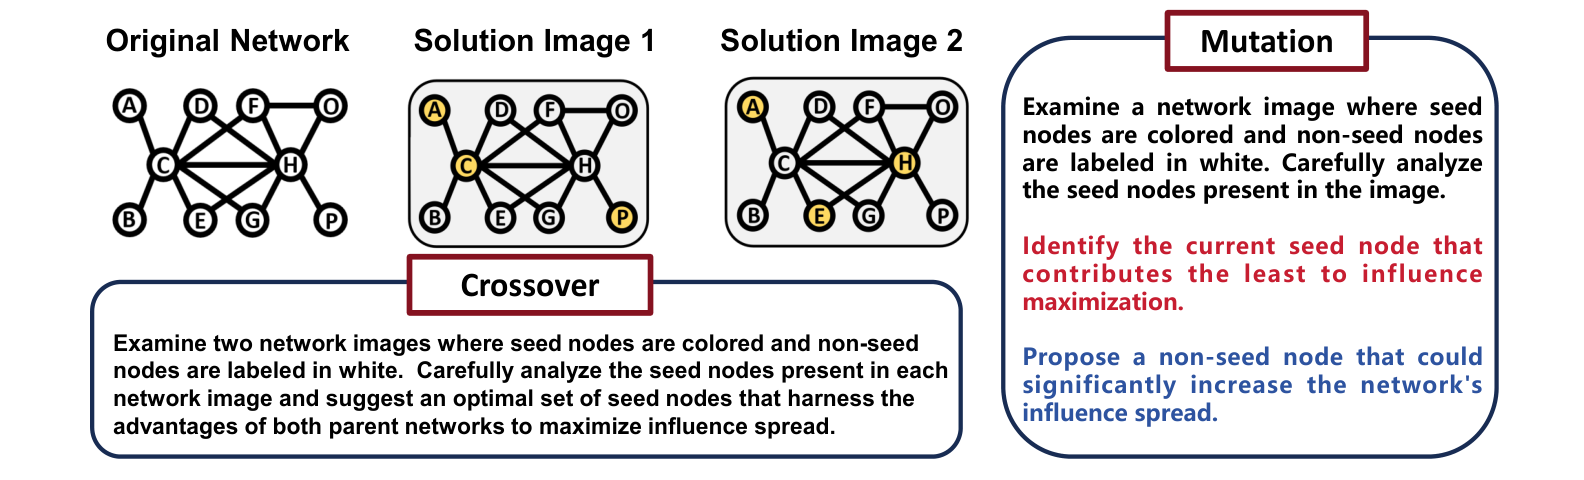 Original Network
Solution Image 1
Solution Image 2
A
D
F
O
C
H
B
E
G
P
A
D
F
O
C
H
B
E
G
P
A
D
F
O
C
H
B
E
G
P
Crossover
Examine two network images where seed nodes are colored and non-seed
nodes are labeled in white. Carefully analyze the seed nodes present in each
network image and suggest an optimal set of seed nodes that harness the
advantages of both parent networks to maximize influence spread.
Mutation
Examine a network image where seed
nodes are colored and non-seed nodes
are labeled in white. Carefully analyze
the seed nodes present in the image.
Identify the current seed node that
contributes the least to influence
maximization.
Propose a non-seed node that could
significantly increase the network's
influence spread.